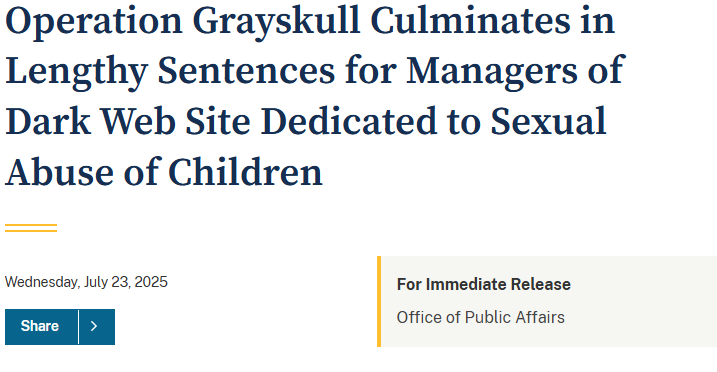 Operation Grayskull Culminates in
Lengthy Sentences for Managers of
Dark Web Site Dedicated to Sexual
Abuse of Children
Wednesday, July 23, 2025
Share
For Immediate Release
Office of Public Affairs